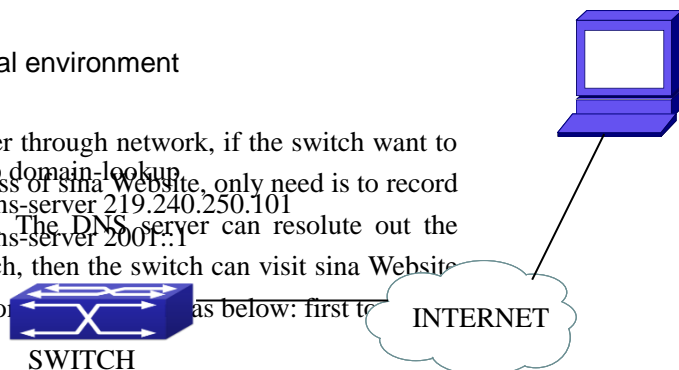 al environment
er through network, if the switch want to
domain-lookup
ss of sina Website, only need is to record
ns-server 219.240.250.101
The DNS server can resolute out the
ns-server 2001::1
ch, then the switch can visit sina Website
as below: first to
INTERNET
SWITCH